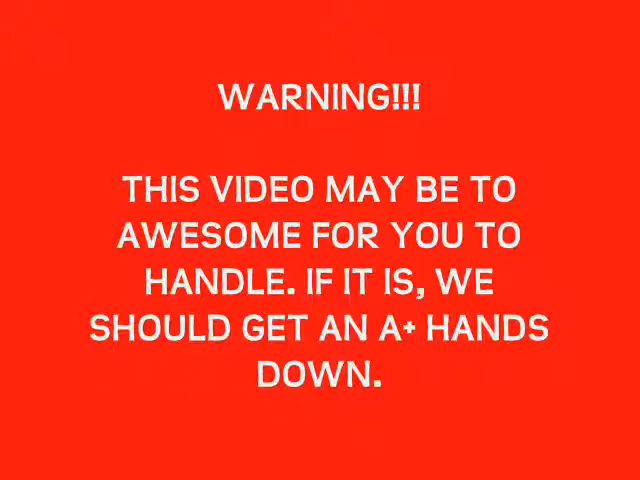 WARNING!!!
THIS VIDEO MAY BE TO
AWESOME FOR YOU TO
HANDLE. IF IT IS, WE
SHOULD GET AN A+ HANDS
DOWN.